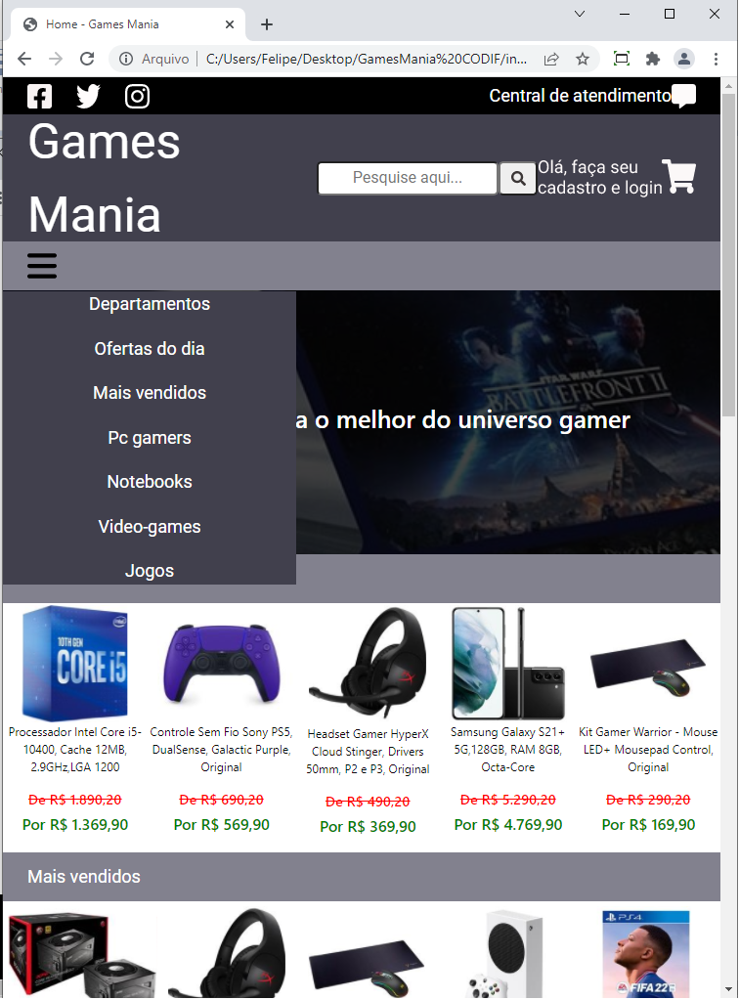 Home - Games Mania
Arquivo
C:/Users/Felipe/Desktop/GamesMania%20CODIF/in...
Central de atendimento
Games
Mania
Pesquise aqui...
Olá, faça seu
cadastro e login
Departamentos
Ofertas do dia
Mais vendidos
Pc gamers
Notebooks
Video-games
Jogos
STAR WARS
BATTLEFRONT II
a o melhor do universo gamer
intel
10TH GEN
CORE i5
Processador Intel Core i5-
10400, Cache 12MB,
2.9GHz,LGA 1200
De R$ 1.890,20
Por R$ 1.369,90
Controle Sem Fio Sony PS5,
DualSense, Galactic Purple,
Original
De R$ 690,20
Por R$ 569,90
Headset Gamer HyperX
Cloud Stinger, Drivers
50mm, P2 e P3, Original
De R$ 490,20
Por R$ 369,90
Samsung Galaxy S21+
5G,128GB, RAM 8GB,
Octa-Core
De R$ 5.290,20
Por R$ 4.769,90
Kit Gamer Warrior - Mouse
LED+ Mousepad Control,
Original
De R$ 290,20
Por R$ 169,90
Mais vendidos
PS4
FIFA 22